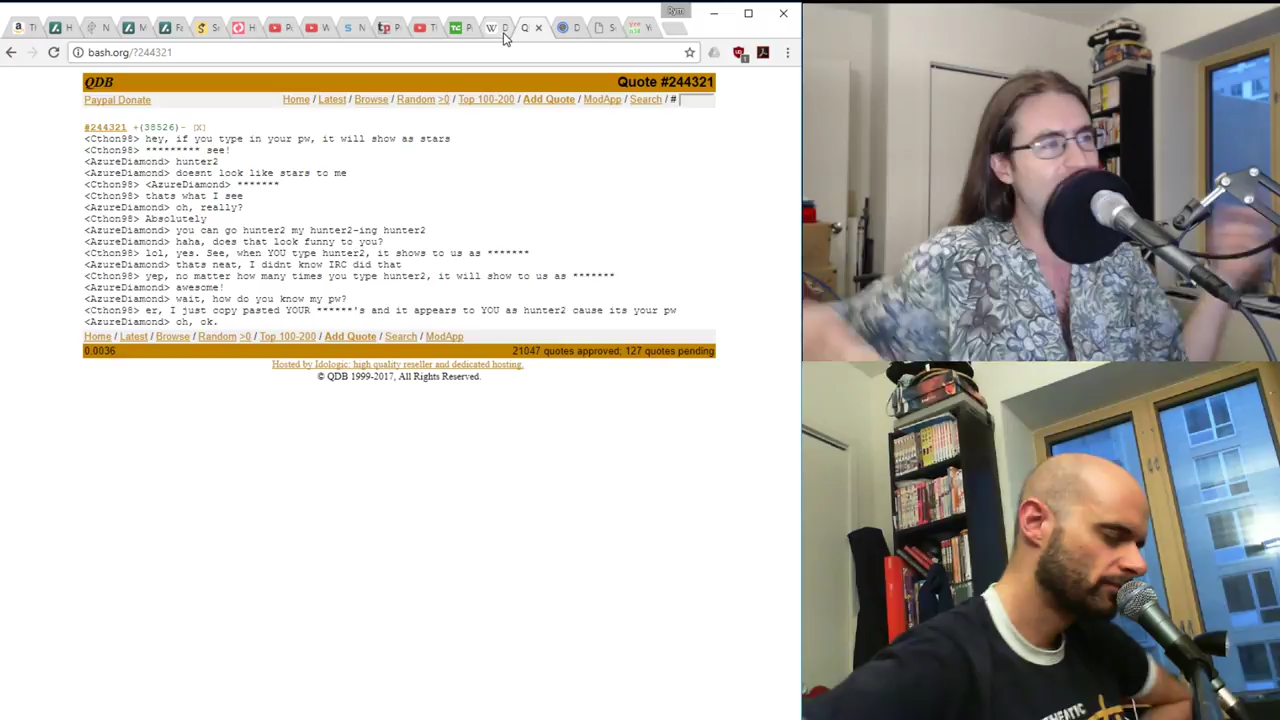 Rym
bash.org/?244321
QDB
Quote #244321
Paypal Donate
Home / Latest / Browse / Random >0 / Top 100-200 / Add Quote / ModApp / Search / #
#244321 +(38526)- [X]
<Cthon98> hey, if you type in your pw, it will show as stars
<Cthon98> ********* see!
<AzureDiamond> hunter2
<AzureDiamond> doesnt look like stars to me
<Cthon98> <AzureDiamond> *******
<Cthon98> thats what I see
<AzureDiamond> oh, really?
<Cthon98> Absolutely
<AzureDiamond> you can go hunter2 my hunter2-ing hunter2
<AzureDiamond> haha, does that look funny to you?
<Cthon98> lol, yes. See, when YOU type hunter2, it shows to us as *******
<AzureDiamond> thats neat, I didnt know IRC did that
<Cthon98> yep, no matter how many times you type hunter2, it will show to us as *******
<AzureDiamond> awesome!
<AzureDiamond> wait, how do you know my pw?
<Cthon98> er, I just copy pasted YOUR ******'s and it appears to YOU as hunter2 cause its your pw
<AzureDiamond> oh, ok.
Home / Latest / Browse / Random >0 / Top 100-200 / Add Quote / Search / ModApp
0.0036
21047 quotes approved; 127 quotes pending
Hosted by Idologic: high quality reseller and dedicated hosting.
© QDB 1999-2017, All Rights Reserved.